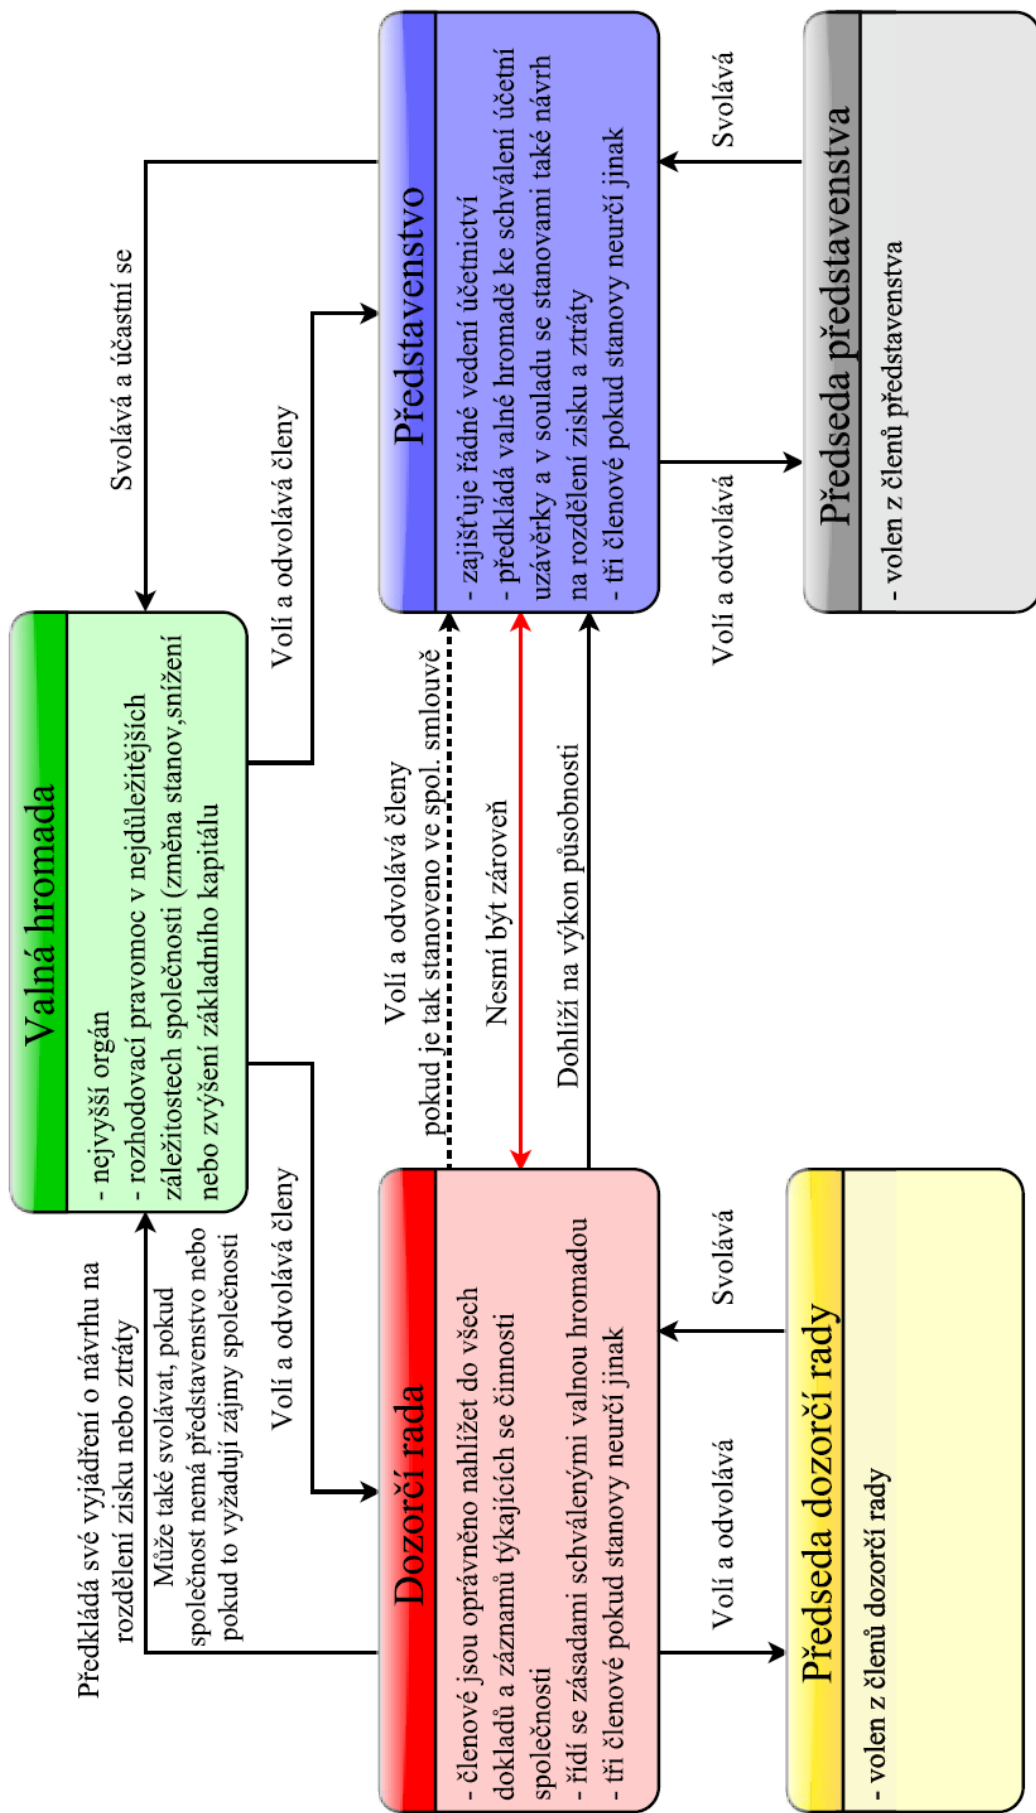 Předkládá své vyjádření o návrhu na
rozdělení zisku nebo ztráty
Může také svolávat, pokud
společnost nemá představenstvo nebo
pokud to vyžadují zájmy společnosti
Valná hromada
- nejvyšší orgán
- rozhodovací pravomoc v nejdůležitějších
záležitostech společnosti (změna stanov,snížení
nebo zvýšení základního kapitálu
Svolává a účastní se
Volí a odvolává členy
Volí a odvolává členy
Dozorčí rada
- členové jsou oprávněno nahlížet do všech
dokladů a záznamů týkajících se činnosti
společnosti
- řídí se zásadami schválenými valnou hromadou
- tři členové pokud stanovy neurčí jinak
Volí a odvolává členy
pokud je tak stanoveno ve spol. smlouvě
Nesmí být zároveň
Dohlíží na výkon působnosti
Představenstvo
- zajišťuje řádné vedení účetnictví
- předkládá valné hromadě ke schválení účetní
uzávěrky a v souladu se stanovami také návrh
na rozdělení zisku a ztráty
- tři členové pokud stanovy neurčí jinak
Volí a odvolává
Svolává
Volí a odvolává
Svolává
Předseda dozorčí rady
- volen z členů dozorčí rady
Předseda představenstva
- volen z členů představenstva